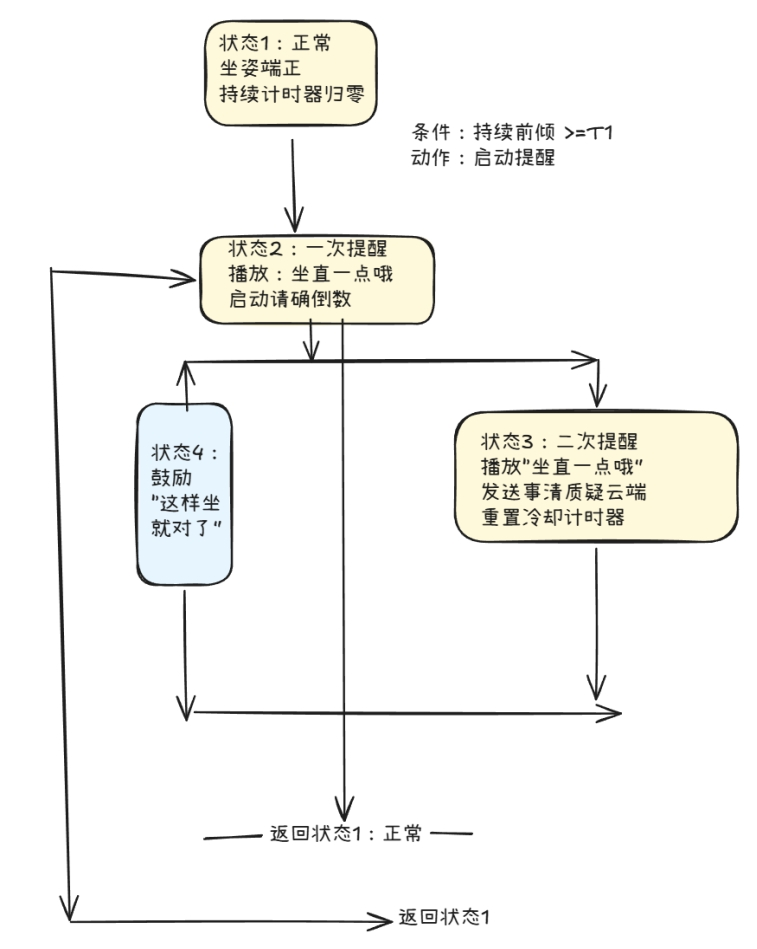 状态1：正常
坐姿端正
持续计时器归零
条件：持续前倾 >=T1
动作：启动提醒
状态2：一次提醒
播放：坐直一点哦
启动请确倒数
状态4：
鼓励
"这样坐
就对了"
状态3：二次提醒
播放"坐直一点哦"
发送事清质疑云端
重置冷却计时器
返回状态1：正常
返回状态1